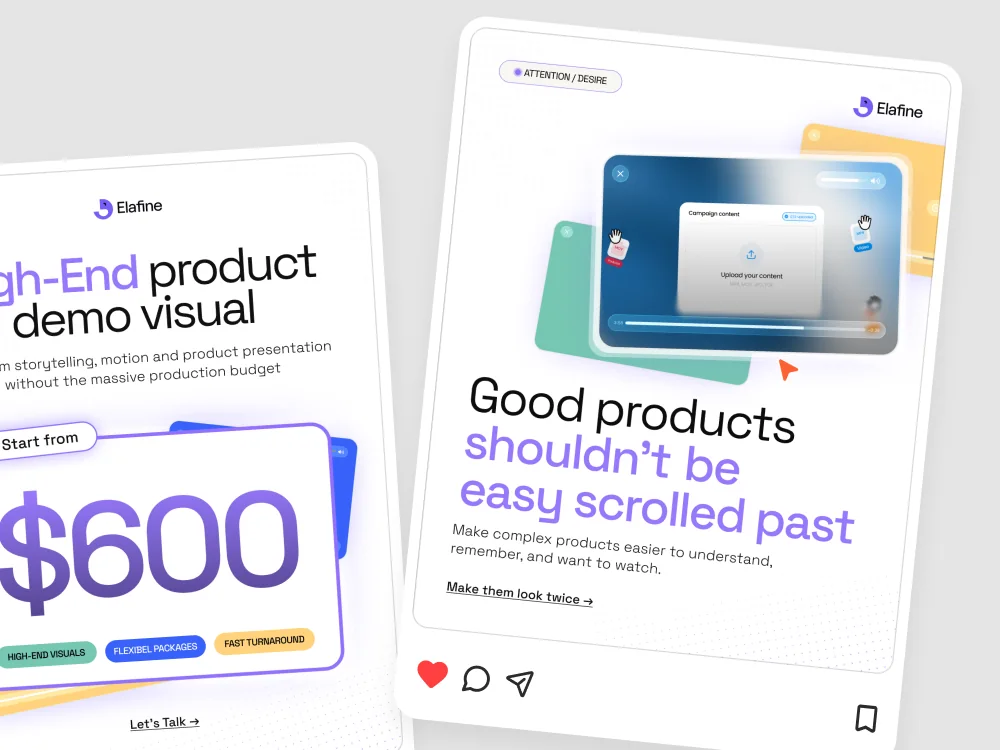 Elafine
gh-End product
demo visual
m storytelling, motion and product presentation
without the massive production budget
Start from
$600
HIGH-END VISUALS
FLEXIBEL PACKAGES
FAST TURNAROUND
Let's Talk →
ATTENTION / DESIRE
Elafine
Campaign content
Upload your content
Good products
shouldn't be
easy scrolled past
Make complex products easier to understand,
remember, and want to watch.
Make them look twice →